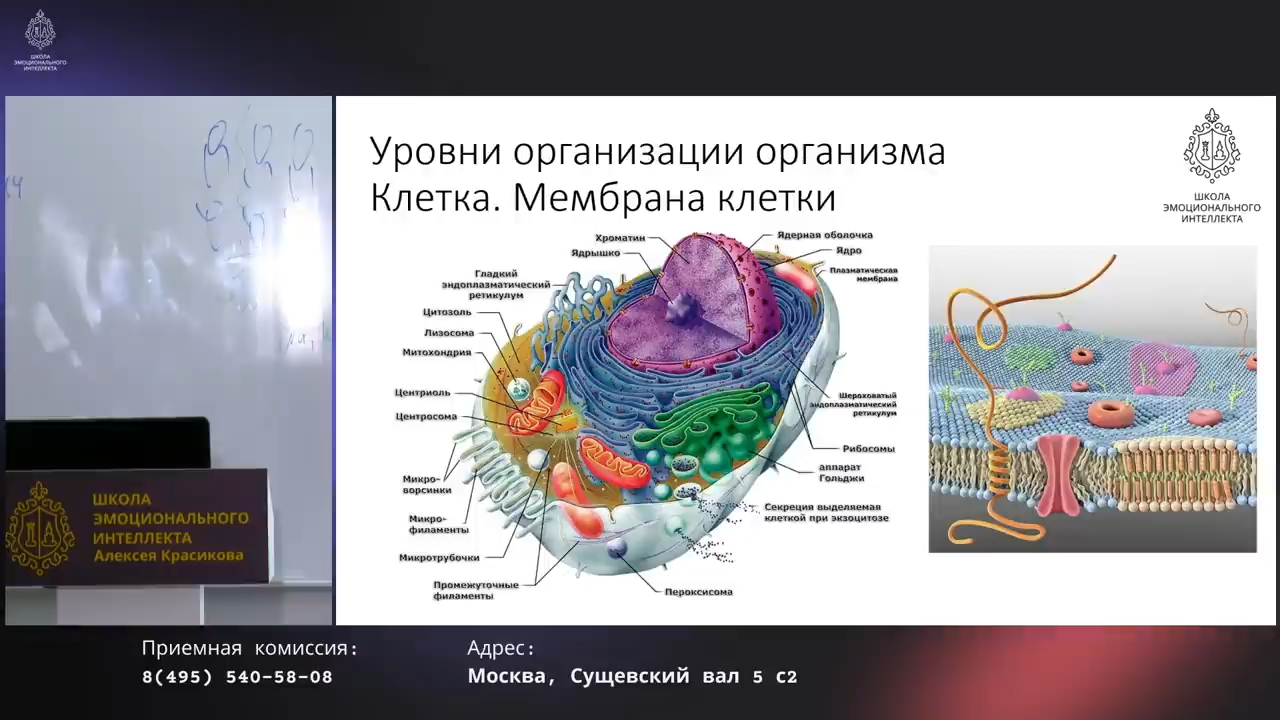 ШКОЛА
ЭМОЦИОНАЛЬНОГО
ИНТЕЛЛЕКТА
Уровни организации организма
Клетка. Мембрана клетки
ШКОЛА
ЭМОЦИОНАЛЬНОГО
ИНТЕЛЛЕКТА
Хроматин
Ядрышко
Ядерная оболочка
Ядро
Плазматическая
мембрана
Гладкий
эндоплазматический
ретикулум
Цитозоль
Лизосома
Митохондрия
Центриоль
Центросома
Шероховатый
эндоплазматический
ретикулум
Рибосомы
аппарат
Гольджи
Микро-
ворсинки
Секреция выделяемая
клеткой при экзоцитозе
Микро-
филаменты
Микротрубочки
Промежуточные
филаменты
Пероксисома
ШКОЛА
ЭМОЦИОНАЛЬНОГО
ИНТЕЛЛЕКТА
Алексея Красикова
Приемная комиссия:
8(495) 540-58-08
Адрес:
Москва, Сущевский вал 5 с2